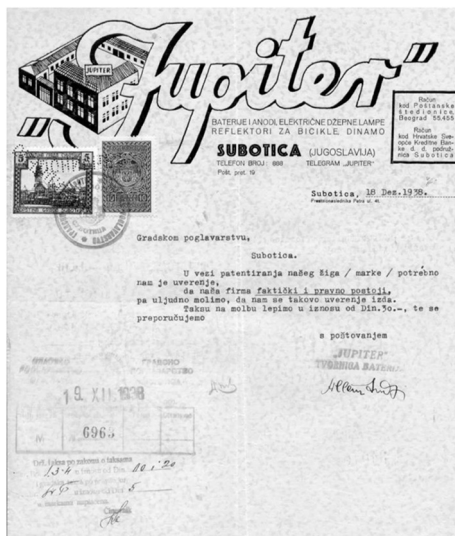 JUPITER
"Jupiter"
BATERIJE I ANODI, ELEKTRIČNE DŽEPNE LAMPE
REFLEKTORI ZA BICIKLE DINAMO
SUBOTICA (JUGOSLAVIJA)
TELEFON BROJ 888 TELEGRAM „JUPITER"
Pošt. pret. 19
Račun
kod Poštanske
štedionice,
Beograd 55.455
Račun
kod Hrvatske Sve-
opće Kreditne Ban-
ke d. d. podruž-
nica Subotica
5 5
Subotica, 18 Dez. 1938.
Gradskom poglavarstvu,
Subotica.
U vezi patentiranja našeg žiga / marke / potrebno
nam je uverenje,
da naša firma faktički i pravno postoji,
pa uljudno molimo, da nam se takovo uverenje izda.
Taksu na molbu lepimo u iznosu od Din.30.—, te se
preporučujemo
s poštovanjem
„JUPITER"
TVORNICA BATERIJA
19. XII. 1938